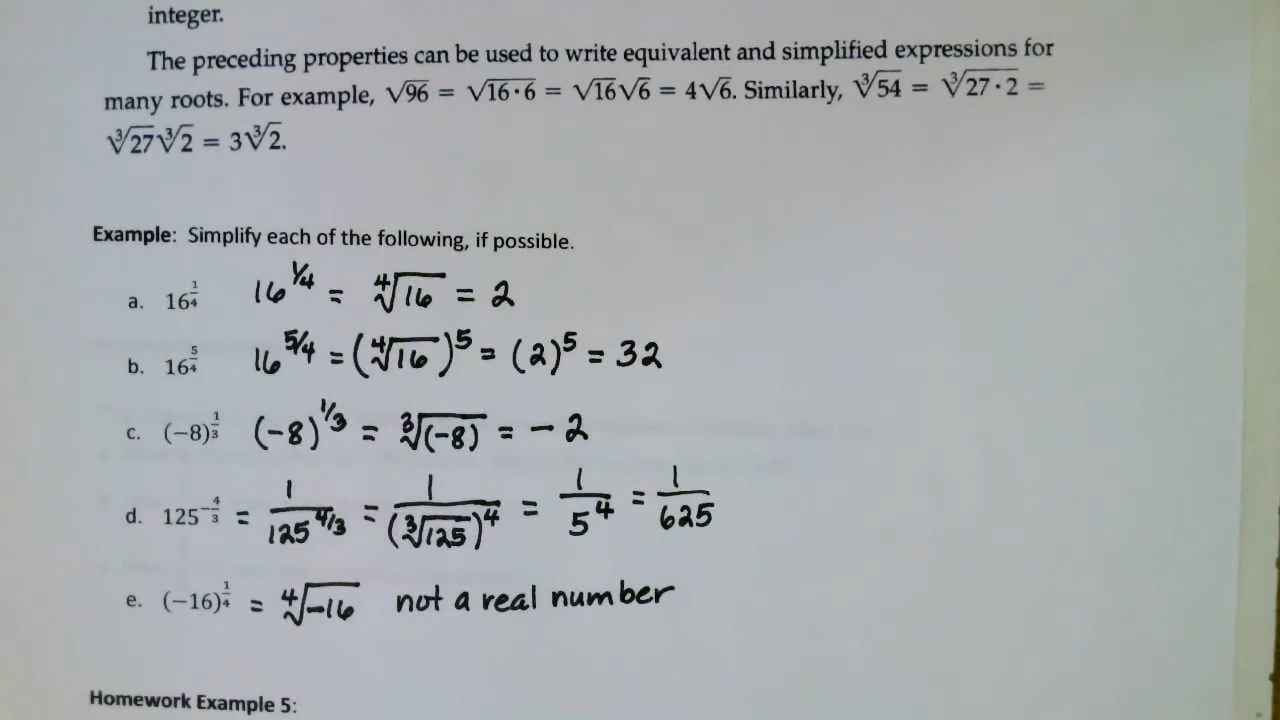 integer.
The preceding properties can be used to write equivalent and simplified expressions for
many roots. For example, √96 = √16·6 = √16√6 = 4√6. Similarly, ∛54 = ∛27·2 =
∛27∛2 = 3∛2.
Example: Simplify each of the following, if possible.
a. 16^(1/4) 16^(1/4) = ∜16 = 2
b. 16^(5/4) 16^(5/4) = (∜16)^5 = (2)^5 = 32
c. (−8)^(1/3) (−8)^(1/3) = ∛(−8) = −2
d. 125^(−4/3) = 1/125^(4/3) = 1/(∛125)^4 = 1/5^4 = 1/625
e. (−16)^(1/4) = ∜−16 not a real number
Homework Example 5: